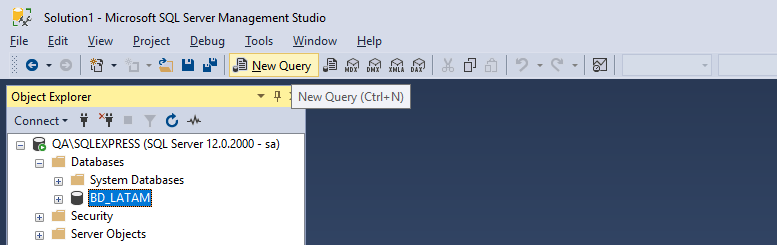 Solution1 - Microsoft SQL Server Management Studio
File Edit View Project Debug Tools Window Help
New Query MDX DMX XMLA DAX
Object Explorer
New Query (Ctrl+N)
Connect
QA\SQLEXPRESS (SQL Server 12.0.2000 - sa)
Databases
System Databases
BD_LATAM
Security
Server Objects